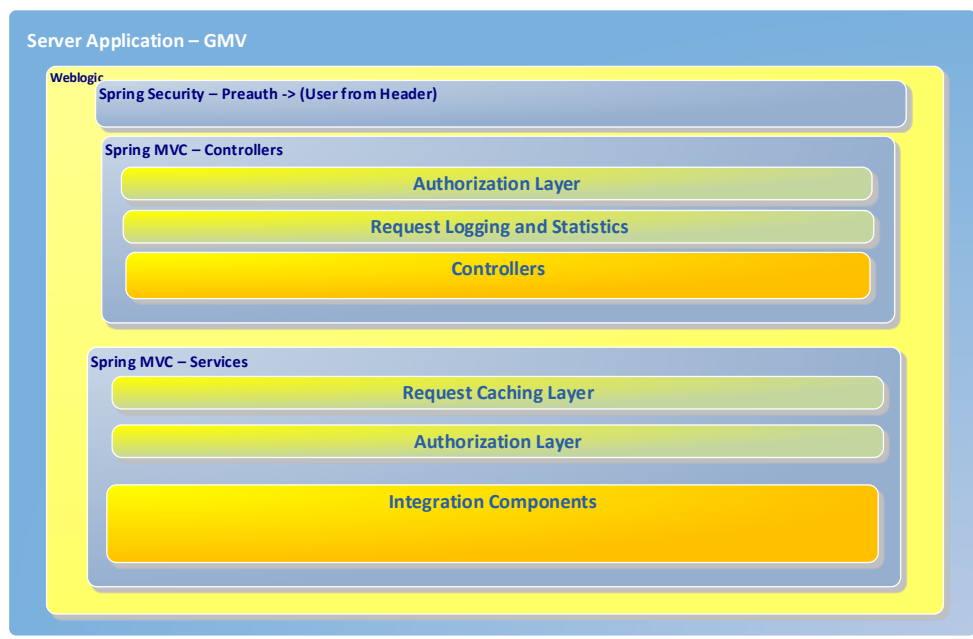 Server Application – GMV
Weblogic
Spring Security – Preauth -> (User from Header)
Spring MVC – Controllers
Authorization Layer
Request Logging and Statistics
Controllers
Spring MVC – Services
Request Caching Layer
Authorization Layer
Integration Components